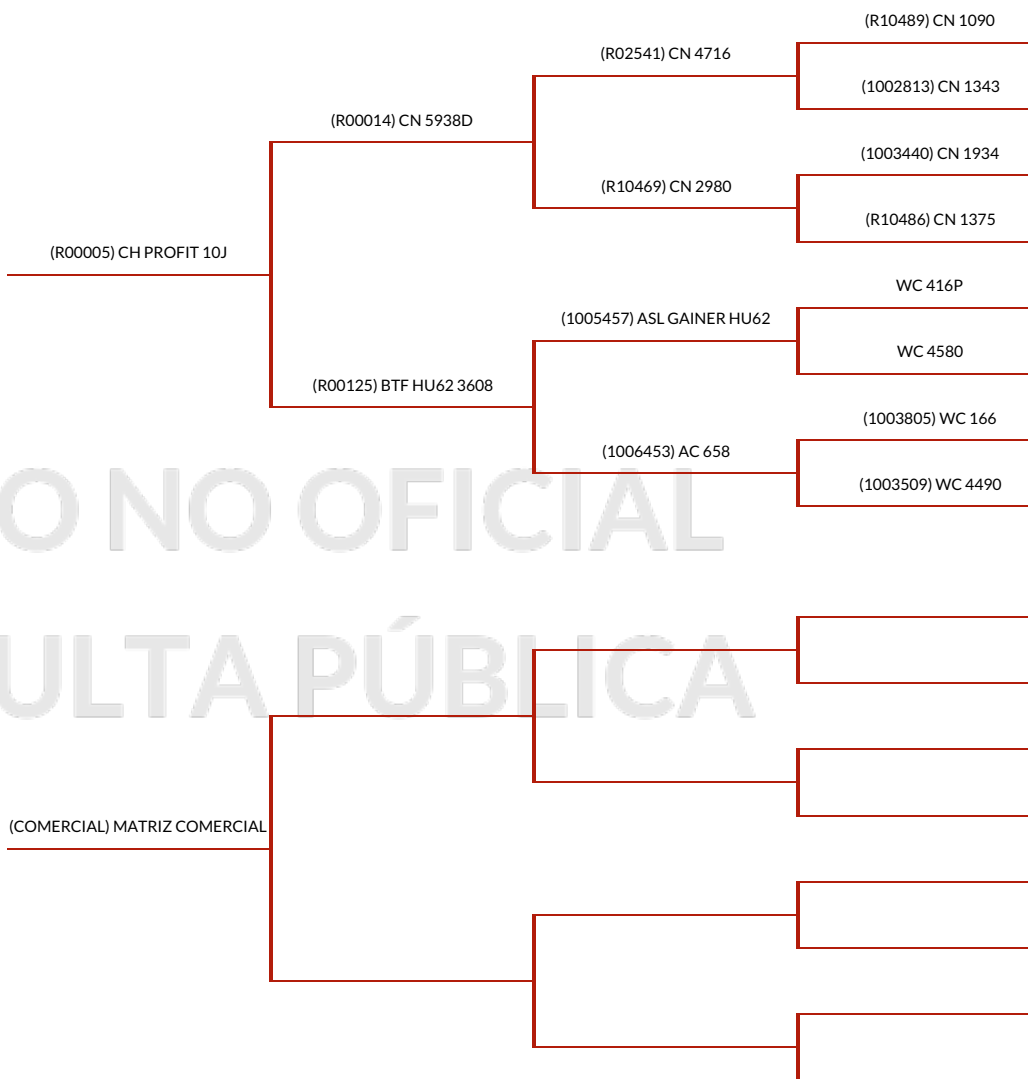 (R10489) CN 1090
(R02541) CN 4716
(1002813) CN 1343
(R00014) CN 5938D
(1003440) CN 1934
(R10469) CN 2980
(R10486) CN 1375
(R00005) CH PROFIT 10J
WC 416P
(1005457) ASL GAINER HU62
WC 4580
(R00125) BTF HU62 3608
(1003805) WC 166
(1006453) AC 658
(1003509) WC 4490
O NO OFICIAL
ULTA PÚBLICA
(COMERCIAL) MATRIZ COMERCIAL